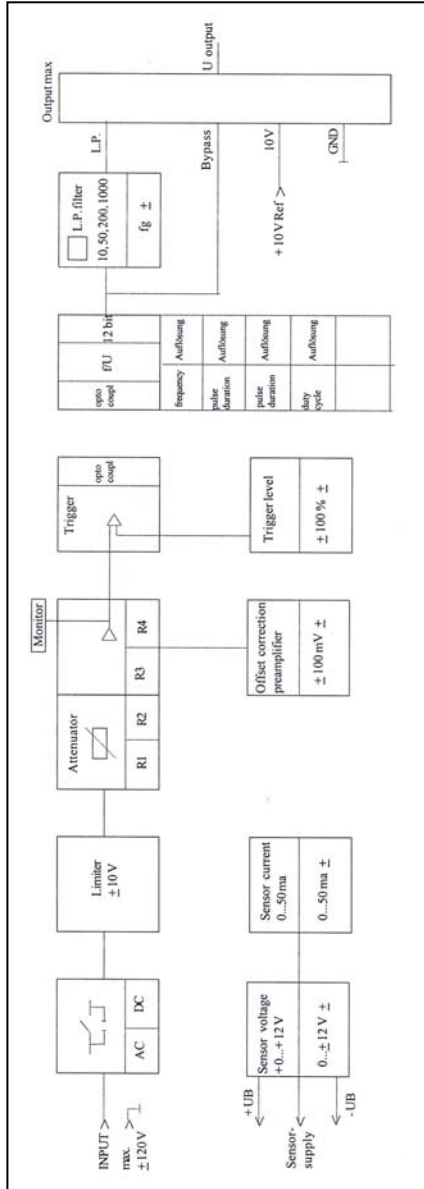 INPUT >
max.
±120 V
AC
DC
Limiter
±10 V
Attenuator
R1
R2
R3
R4
Monitor
Trigger
opto
coupl
opto
coupl
f/U
12 bit
frequency
Auflösung
pulse
duration
Auflösung
pulse
duration
Auflösung
duty
cycle
Auflösung
L.P. filter
10, 50, 200, 1000
fg ±
Output max
L.P.
Bypass
10V
GND
U output
+10 V Ref >
+UB
Sensor-
supply
-UB
Sensor voltage
+0...+12 V
0...±12 V ±
Sensor current
0...50ma
0...50 ma ±
Offset correction
preamplifier
±100 mV ±
Trigger level
±100 % ±